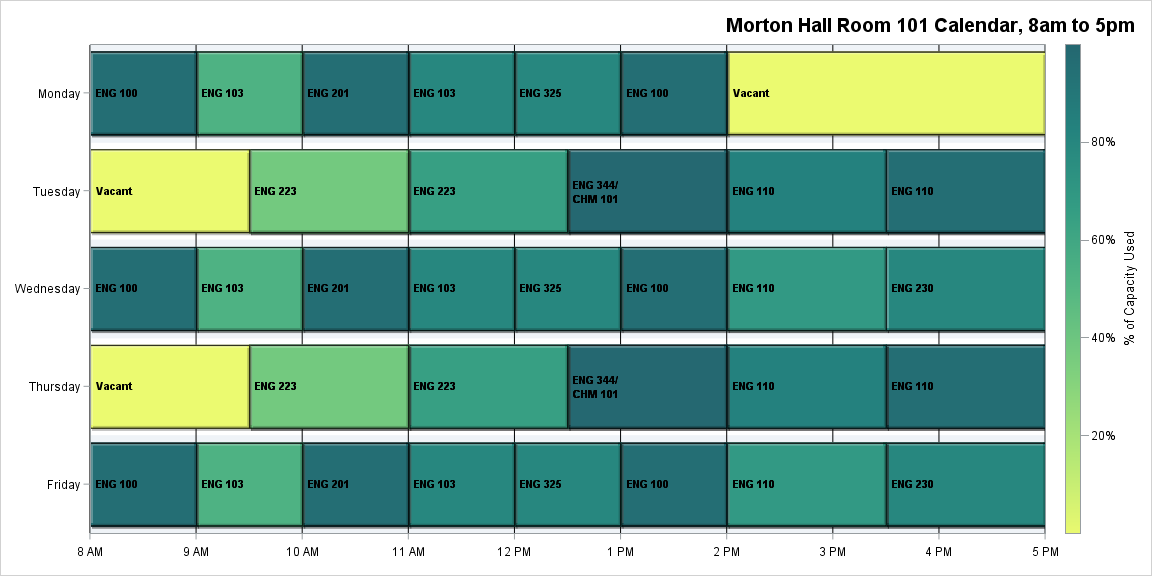 Morton Hall Room 101 Calendar, 8am to 5pm
Monday
ENG 100
ENG 103
ENG 201
ENG 103
ENG 325
ENG 100
Vacant
Tuesday
Vacant
ENG 223
ENG 223
ENG 344/
CHM 101
ENG 110
ENG 110
Wednesday
ENG 100
ENG 103
ENG 201
ENG 103
ENG 325
ENG 100
ENG 110
ENG 230
Thursday
Vacant
ENG 223
ENG 223
ENG 344/
CHM 101
ENG 110
ENG 110
Friday
ENG 100
ENG 103
ENG 201
ENG 103
ENG 325
ENG 100
ENG 110
ENG 230
8 AM
9 AM
10 AM
11 AM
12 PM
1 PM
2 PM
3 PM
4 PM
5 PM
80%
60%
40%
20%
% of Capacity Used